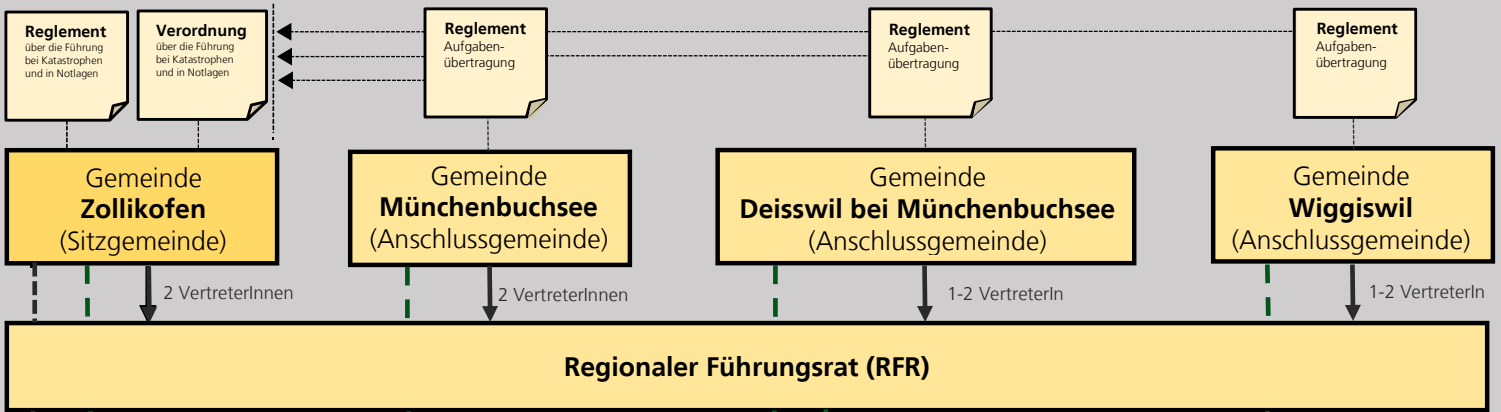 Reglement
über die Führung
bei Katastrophen
und in Notlagen
Verordnung
über die Führung
bei Katastrophen
und in Notlagen
Reglement
Aufgaben-
übertragung
Reglement
Aufgaben-
übertragung
Reglement
Aufgaben-
übertragung
Gemeinde
Zollikofen
(Sitzgemeinde)
Gemeinde
Münchenbuchsee
(Anschlussgemeinde)
Gemeinde
Deisswil bei Münchenbuchsee
(Anschlussgemeinde)
Gemeinde
Wiggiswil
(Anschlussgemeinde)
2 VertreterInnen
2 VertreterInnen
1-2 VertreterIn
1-2 VertreterIn
Regionaler Führungsrat (RFR)